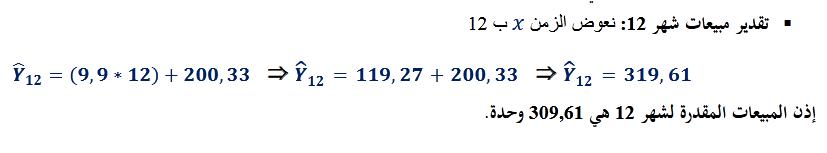 ▪ تقدير مبيعات شهر 12: نعوض الزمن x ب 12
Ŷ₁₂ = (9,9 * 12) + 200,33 ⇒ Ŷ₁₂ = 119,27 + 200,33 ⇒ Ŷ₁₂ = 319,61
إذن المبيعات المقدرة لشهر 12 هي 309,61 وحدة.